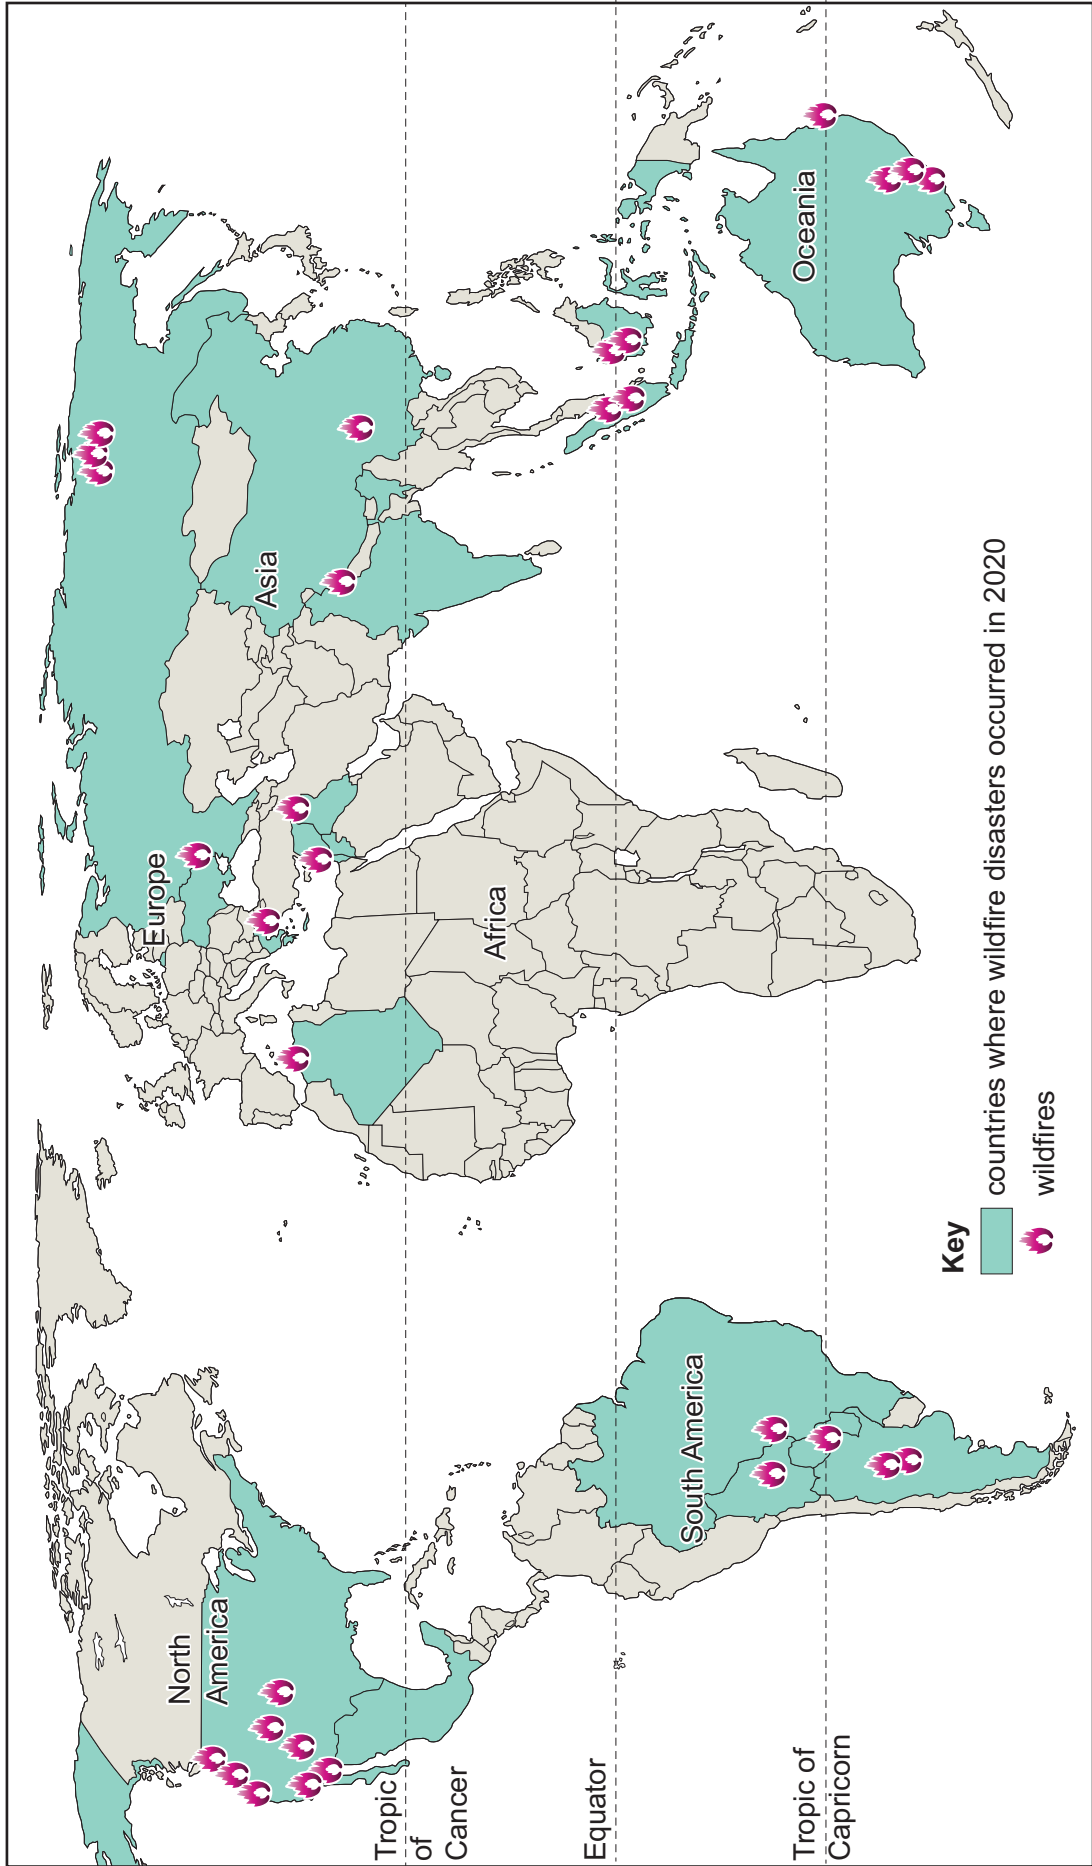 North
America
Europe
Asia
Africa
South America
Oceania
Tropic
of
Cancer
Equator
Tropic of
Capricorn
Key
countries where wildfire disasters occurred in 2020
wildfires